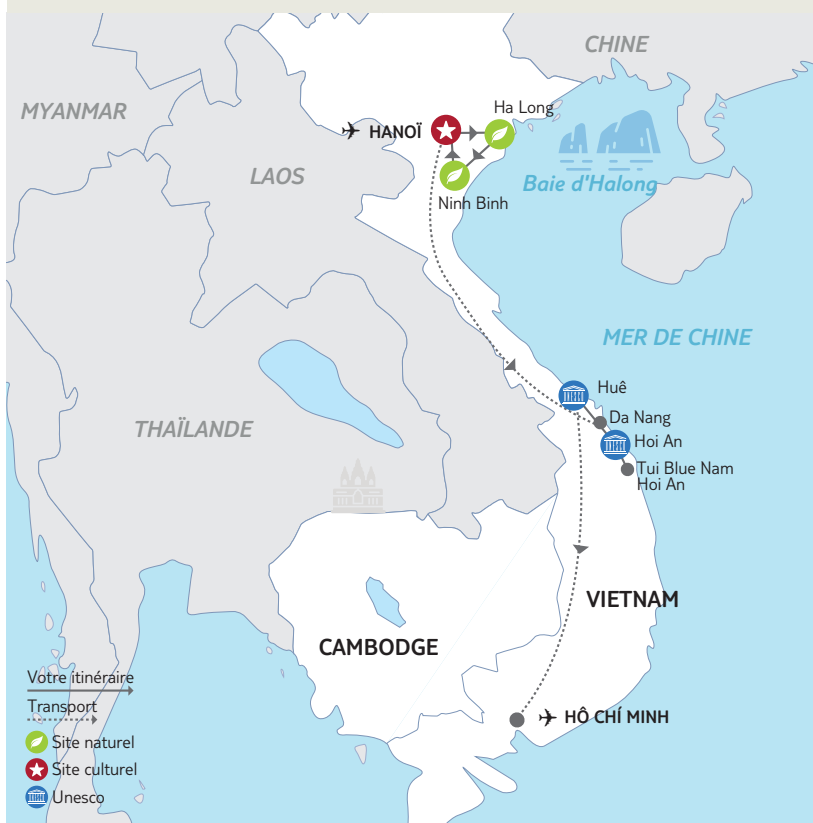 CHINE
MYANMAR
Ha Long
HANOÏ
LAOS
Baie d'Halong
Ninh Binh
MER DE CHINE
Huê
Da Nang
THAÏLANDE
Hoi An
Tui Blue Nam
Hoi An
VIETNAM
CAMBODGE
Votre itinéraire
Transport
HÔ CHÍ MINH
Site naturel
Site culturel
Unesco